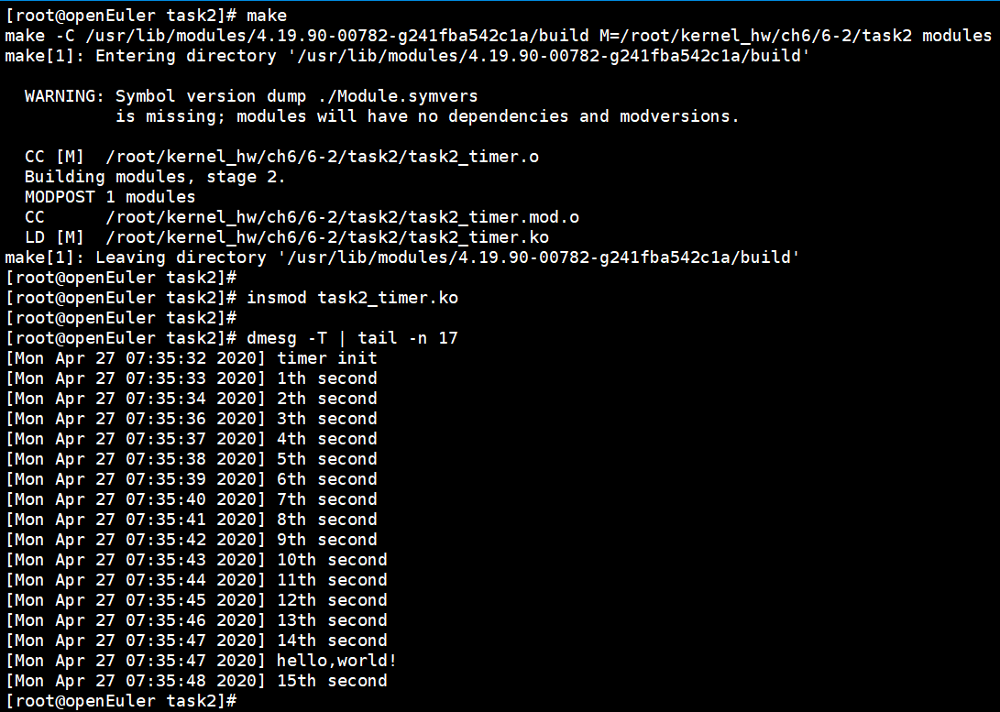 [root@openEuler task2]# make
make -C /usr/lib/modules/4.19.90-00782-g241fba542c1a/build M=/root/kernel_hw/ch6/6-2/task2 modules
make[1]: Entering directory '/usr/lib/modules/4.19.90-00782-g241fba542c1a/build'
WARNING: Symbol version dump ./Module.symvers
is missing; modules will have no dependencies and modversions.
CC [M]  /root/kernel_hw/ch6/6-2/task2/task2_timer.o
Building modules, stage 2.
MODPOST 1 modules
CC      /root/kernel_hw/ch6/6-2/task2/task2_timer.mod.o
LD [M]  /root/kernel_hw/ch6/6-2/task2/task2_timer.ko
make[1]: Leaving directory '/usr/lib/modules/4.19.90-00782-g241fba542c1a/build'
[root@openEuler task2]#
[root@openEuler task2]# insmod task2_timer.ko
[root@openEuler task2]#
[root@openEuler task2]# dmesg -T | tail -n 17
[Mon Apr 27 07:35:32 2020] timer init
[Mon Apr 27 07:35:33 2020] 1th second
[Mon Apr 27 07:35:34 2020] 2th second
[Mon Apr 27 07:35:36 2020] 3th second
[Mon Apr 27 07:35:37 2020] 4th second
[Mon Apr 27 07:35:38 2020] 5th second
[Mon Apr 27 07:35:39 2020] 6th second
[Mon Apr 27 07:35:40 2020] 7th second
[Mon Apr 27 07:35:41 2020] 8th second
[Mon Apr 27 07:35:42 2020] 9th second
[Mon Apr 27 07:35:43 2020] 10th second
[Mon Apr 27 07:35:44 2020] 11th second
[Mon Apr 27 07:35:45 2020] 12th second
[Mon Apr 27 07:35:46 2020] 13th second
[Mon Apr 27 07:35:47 2020] 14th second
[Mon Apr 27 07:35:47 2020] hello,world!
[Mon Apr 27 07:35:48 2020] 15th second
[root@openEuler task2]#